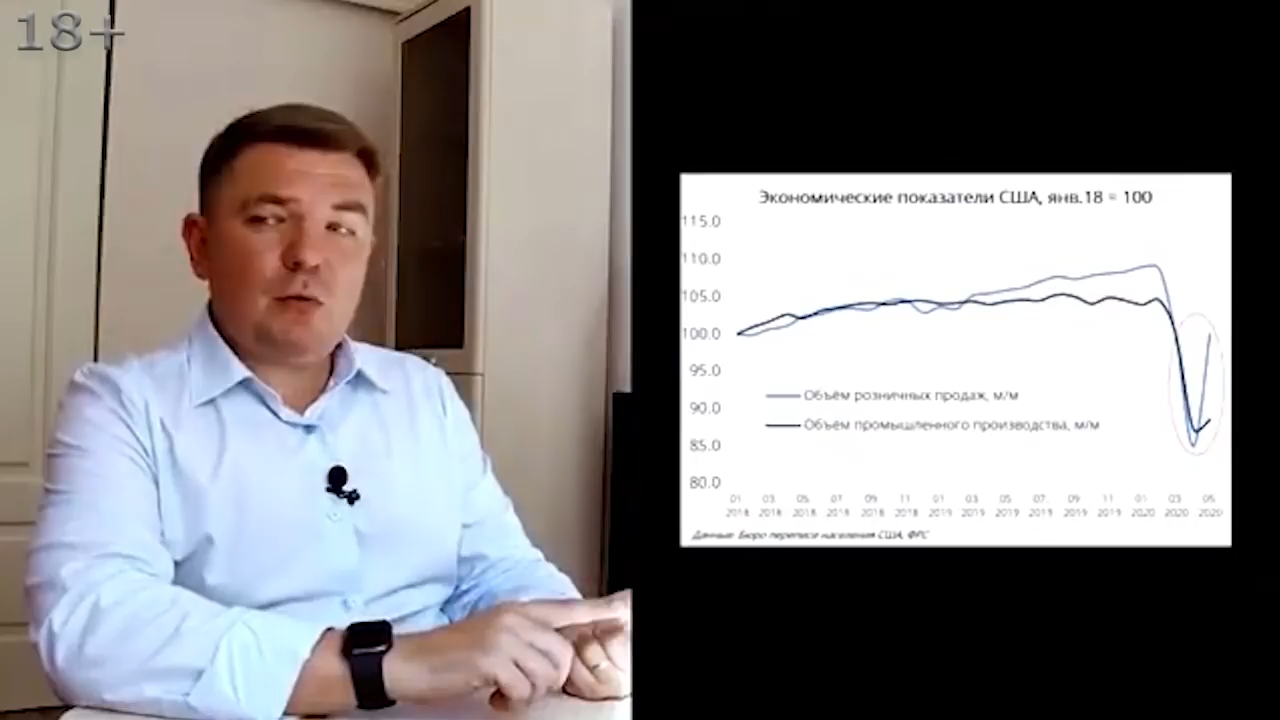 18+
Экономические показатели США, янв.18 = 100
115.0
110.0
105.0
100.0
95.0
90.0
85.0
80.0
Объём розничных продаж, м/м
Объём промышленного производства, м/м
01 03 05 07 09 11 01 03 05 07 09 11 01 03 05
2018 2018 2018 2018 2018 2018 2019 2019 2019 2019 2019 2019 2020 2020 2020
Данные: Бюро переписи населения США, ФРС